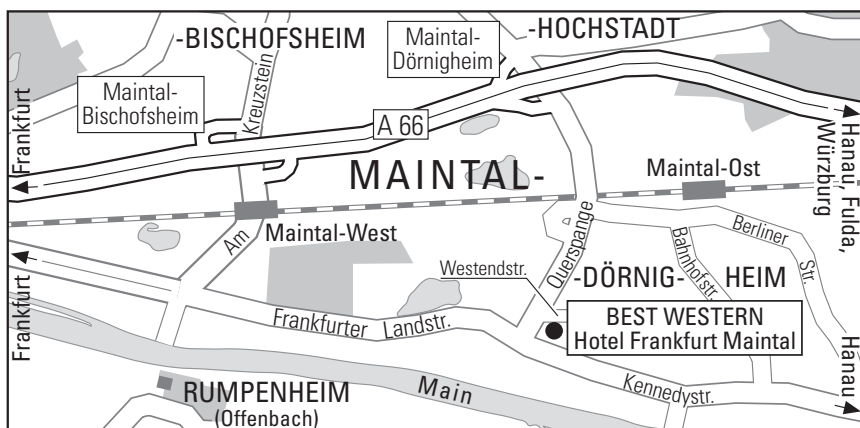 -BISCHOFSHEIM
Maintal-
Dörnigheim
-HOCHSTADT
Maintal-
Bischofsheim
Kreuzstein
A 66
Frankfurt
Hanau, Fulda,
Würzburg
MAINTAL-
Maintal-Ost
Maintal-West
Am
Querspange
Berliner
Str.
Bahnhofstr.
Westendstr.
-DÖRNIG-
HEIM
Frankfurt
Frankfurter
Landstr.
BEST WESTERN
Hotel Frankfurt Maintal
Hanau
Kennedystr.
Main
RUMPENHEIM
(Offenbach)